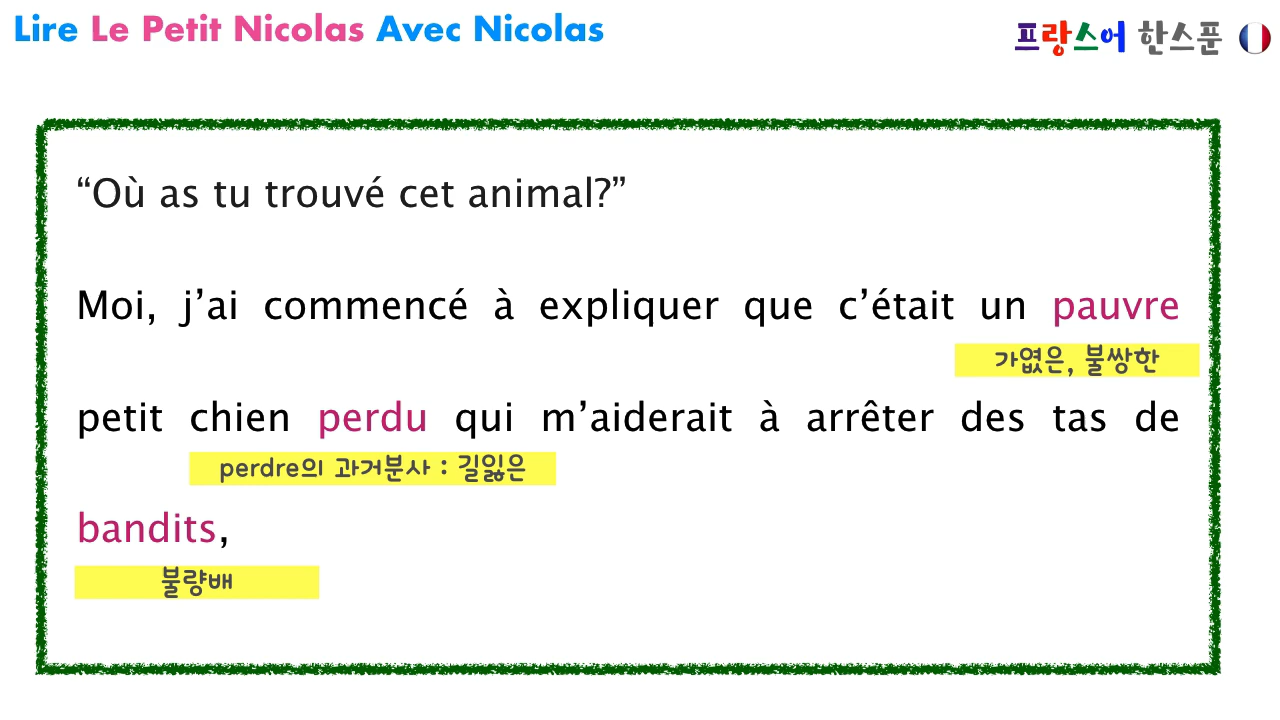 Lire Le Petit Nicolas Avec Nicolas
프랑스어 한스푼
“Où as tu trouvé cet animal?”
Moi, j’ai commencé à expliquer que c’était un pauvre
가엾은, 불쌍한
petit chien perdu qui m’aiderait à arrêter des tas de
perdre의 과거분사 : 길잃은
bandits,
불량배